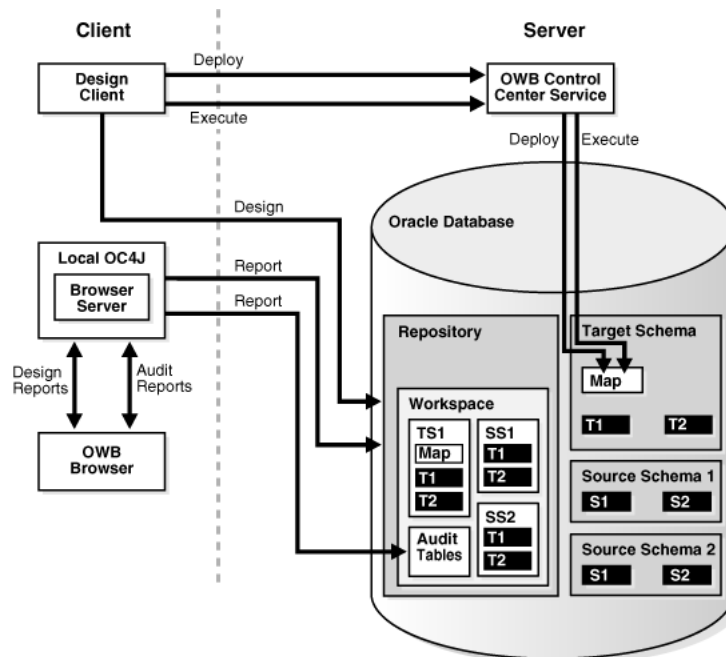 Client
Server
Design
Client
Deploy
Execute
OWB Control
Center Service
Deploy
Execute
Design
Oracle Database
Local OC4J
Browser
Server
Report
Report
Design
Reports
Audit
Reports
OWB
Browser
Repository
Workspace
TS1
Map
T1
T2
SS1
T1
T2
Audit
Tables
SS2
T1
T2
Target Schema
Map
T1
T2
Source Schema 1
S1
S2
Source Schema 2
S1
S2